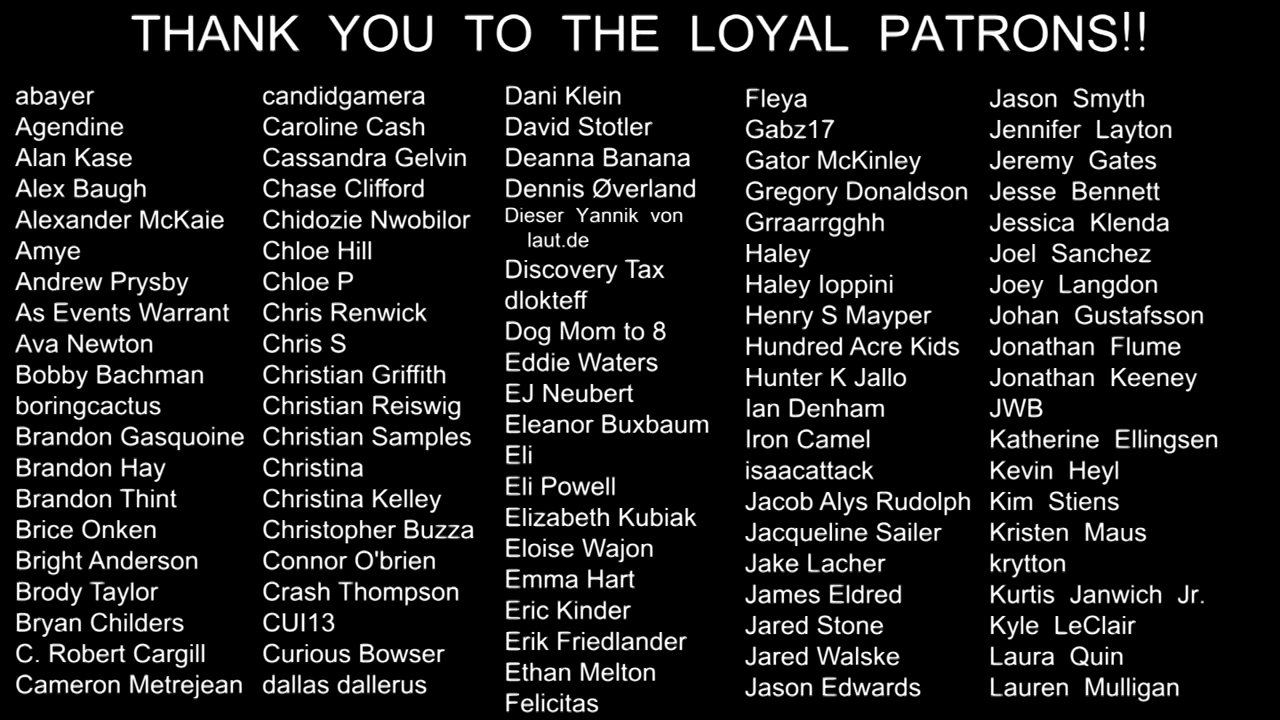 THANK YOU TO THE LOYAL PATRONS!!
abayer
Agendine
Alan Kase
Alex Baugh
Alexander McKaie
Amye
Andrew Prysby
As Events Warrant
Ava Newton
Bobby Bachman
boringcactus
Brandon Gasquoine
Brandon Hay
Brandon Thint
Brice Onken
Bright Anderson
Brody Taylor
Bryan Childers
C. Robert Cargill
Cameron Metrejean
candidgamera
Caroline Cash
Cassandra Gelvin
Chase Clifford
Chidozie Nwobilor
Chloe Hill
Chloe P
Chris Renwick
Chris S
Christian Griffith
Christian Reiswig
Christian Samples
Christina
Christina Kelley
Christopher Buzza
Connor O'brien
Crash Thompson
CUI13
Curious Bowser
dallas dallerus
Dani Klein
David Stotler
Deanna Banana
Dennis Øverland
Dieser Yannik von
laut.de
Discovery Tax
dlokteff
Dog Mom to 8
Eddie Waters
EJ Neubert
Eleanor Buxbaum
Eli
Eli Powell
Elizabeth Kubiak
Eloise Wajon
Emma Hart
Eric Kinder
Erik Friedlander
Ethan Melton
Felicitas
Fleya
Gabz17
Gator McKinley
Gregory Donaldson
Grraarrgghh
Haley
Haley Ioppini
Henry S Mayper
Hundred Acre Kids
Hunter K Jallo
Ian Denham
Iron Camel
isaacattack
Jacob Alys Rudolph
Jacqueline Sailer
Jake Lacher
James Eldred
Jared Stone
Jared Walske
Jason Edwards
Jason Smyth
Jennifer Layton
Jeremy Gates
Jesse Bennett
Jessica Klenda
Joel Sanchez
Joey Langdon
Johan Gustafsson
Jonathan Flume
Jonathan Keeney
JWB
Katherine Ellingsen
Kevin Heyl
Kim Stiens
Kristen Maus
krytton
Kurtis Janwich Jr.
Kyle LeClair
Laura Quin
Lauren Mulligan